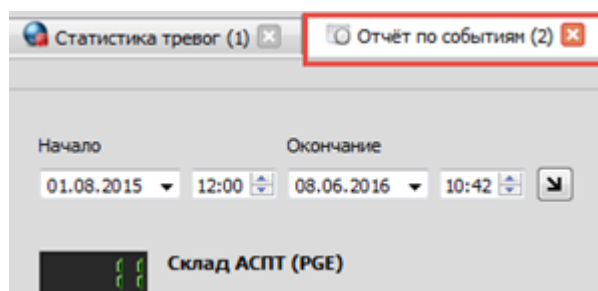 Статистика тревог (1) Отчёт по событиям (2)
Начало Окончание
01.08.2015 12:00 08.06.2016 10:42
Склад АСПТ (PGE)